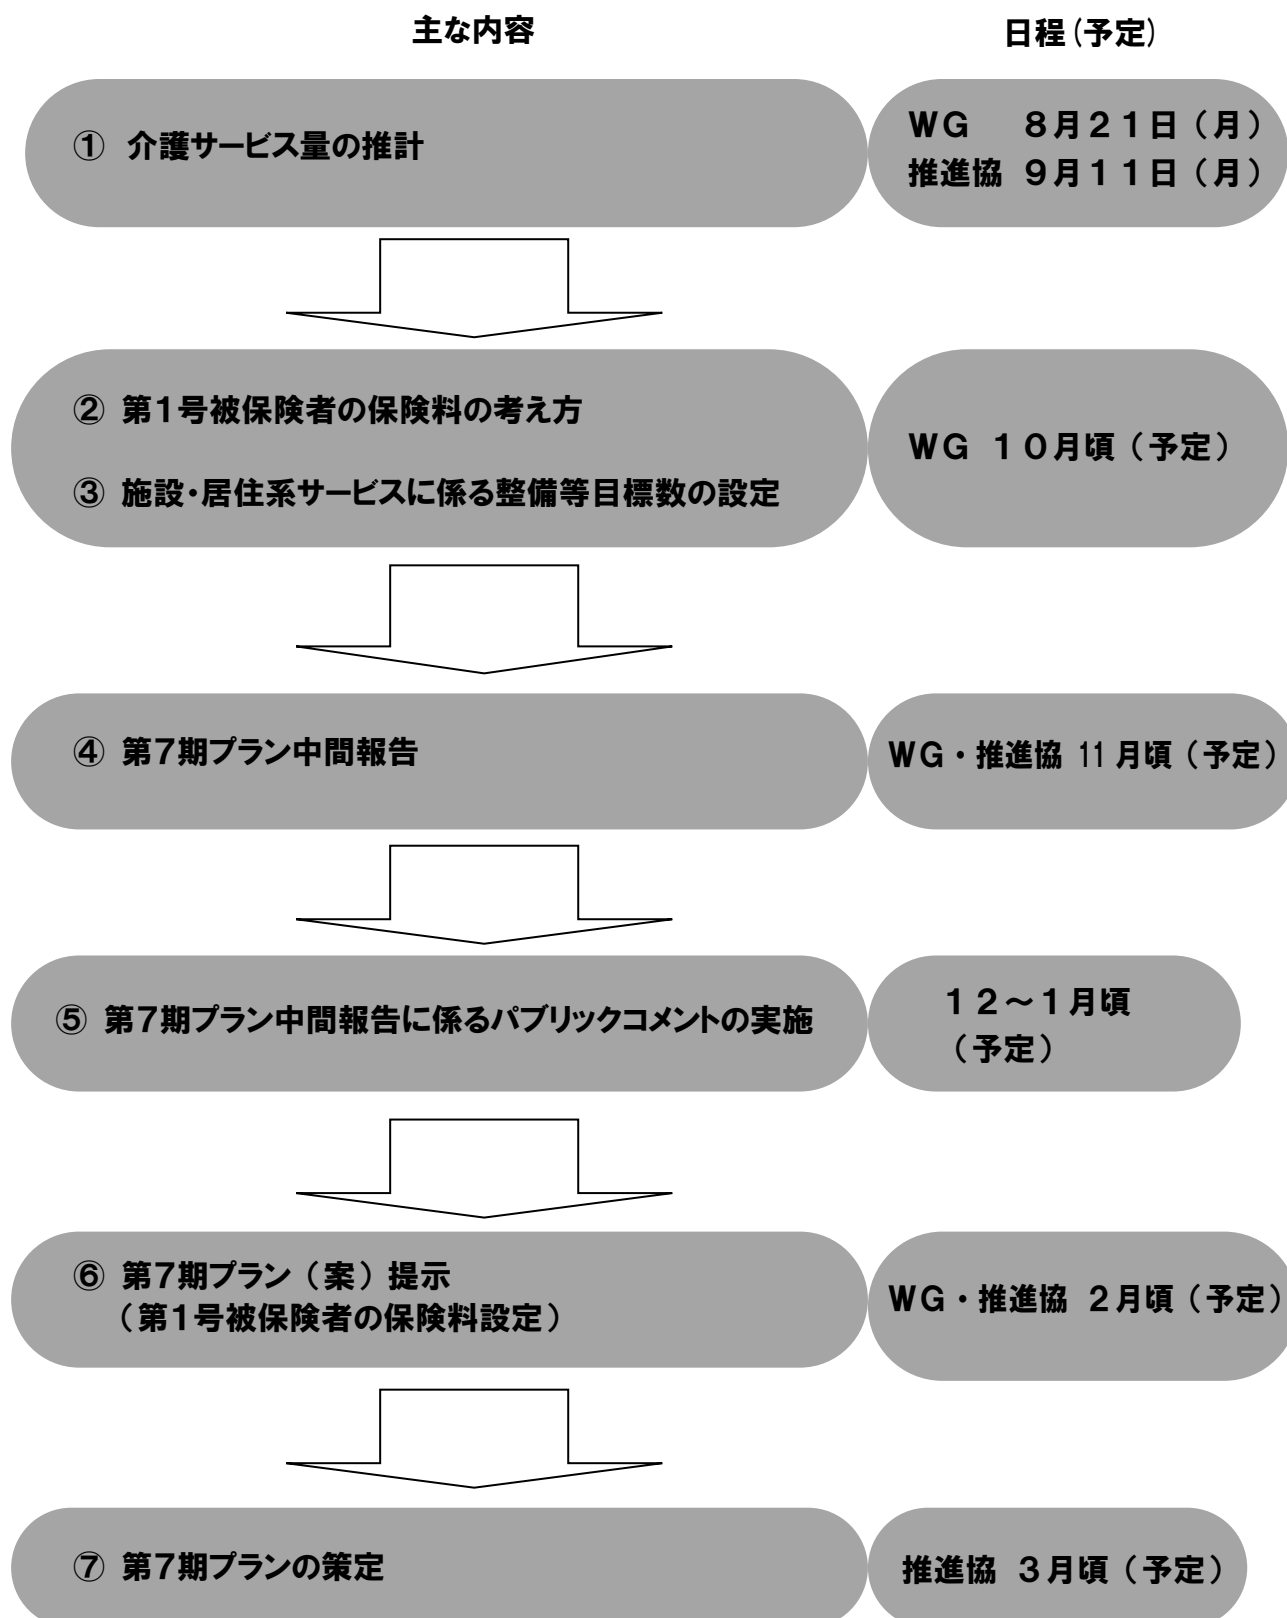 主な内容
日程(予定)
① 介護サービス量の推計
WG 8月21日(月)
推進協 9月11日(月)
② 第1号被保険者の保険料の考え方
③ 施設・居住系サービスに係る整備等目標数の設定
WG 10月頃(予定)
④ 第7期プラン中間報告
WG・推進協 11月頃(予定)
⑤ 第7期プラン中間報告に係るパブリックコメントの実施
12~1月頃
(予定)
⑥ 第7期プラン(案)提示
(第1号被保険者の保険料設定)
WG・推進協 2月頃(予定)
⑦ 第7期プランの策定
推進協 3月頃(予定)